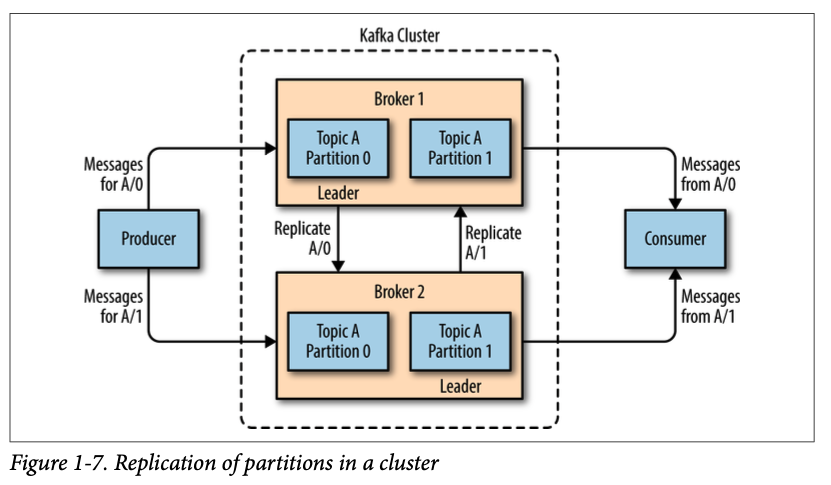 Kafka Cluster
Broker 1
Topic A
Partition 0
Topic A
Partition 1
Leader
Messages
for A/0
Messages
from A/0
Producer
Replicate
A/0
Replicate
A/1
Consumer
Messages
for A/1
Messages
from A/1
Broker 2
Topic A
Partition 0
Topic A
Partition 1
Leader
Figure 1-7. Replication of partitions in a cluster